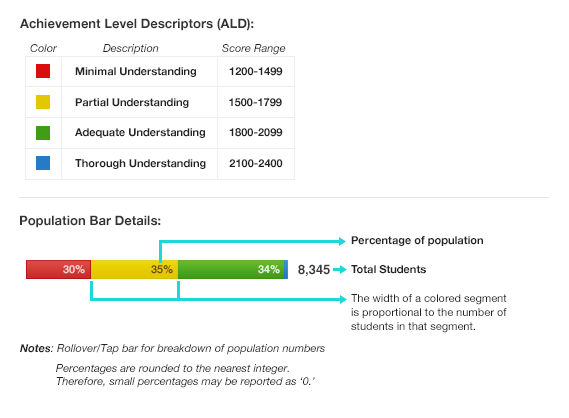 Achievement Level Descriptors (ALD):
Color Description Score Range
Minimal Understanding 1200-1499
Partial Understanding 1500-1799
Adequate Understanding 1800-2099
Thorough Understanding 2100-2400
Population Bar Details:
Percentage of population
30% 35% 34% 8,345 Total Students
The width of a colored segment
is proportional to the number of
students in that segment.
Notes: Rollover/Tap bar for breakdown of population numbers
Percentages are rounded to the nearest integer.
Therefore, small percentages may be reported as ‘0.’